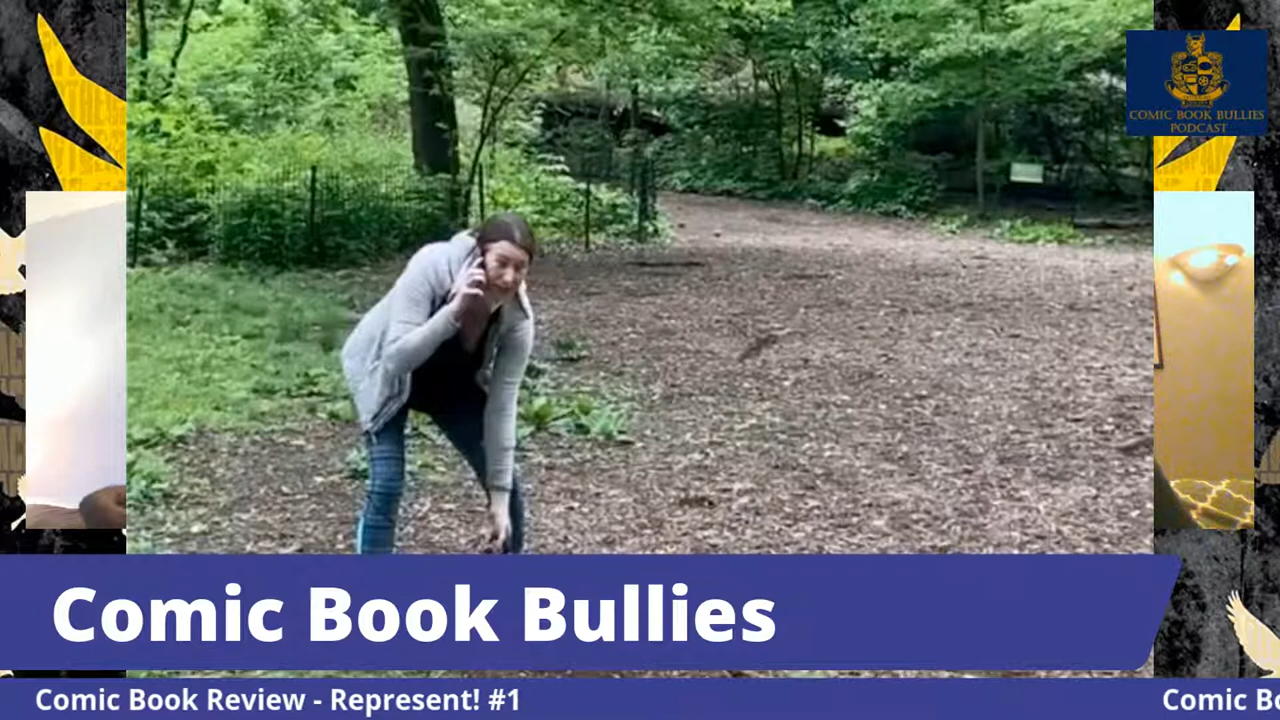 COMIC BOOK BULLIES
PODCAST
Comic Book Bullies
Comic Book Review - Represent! #1
Comic Bo